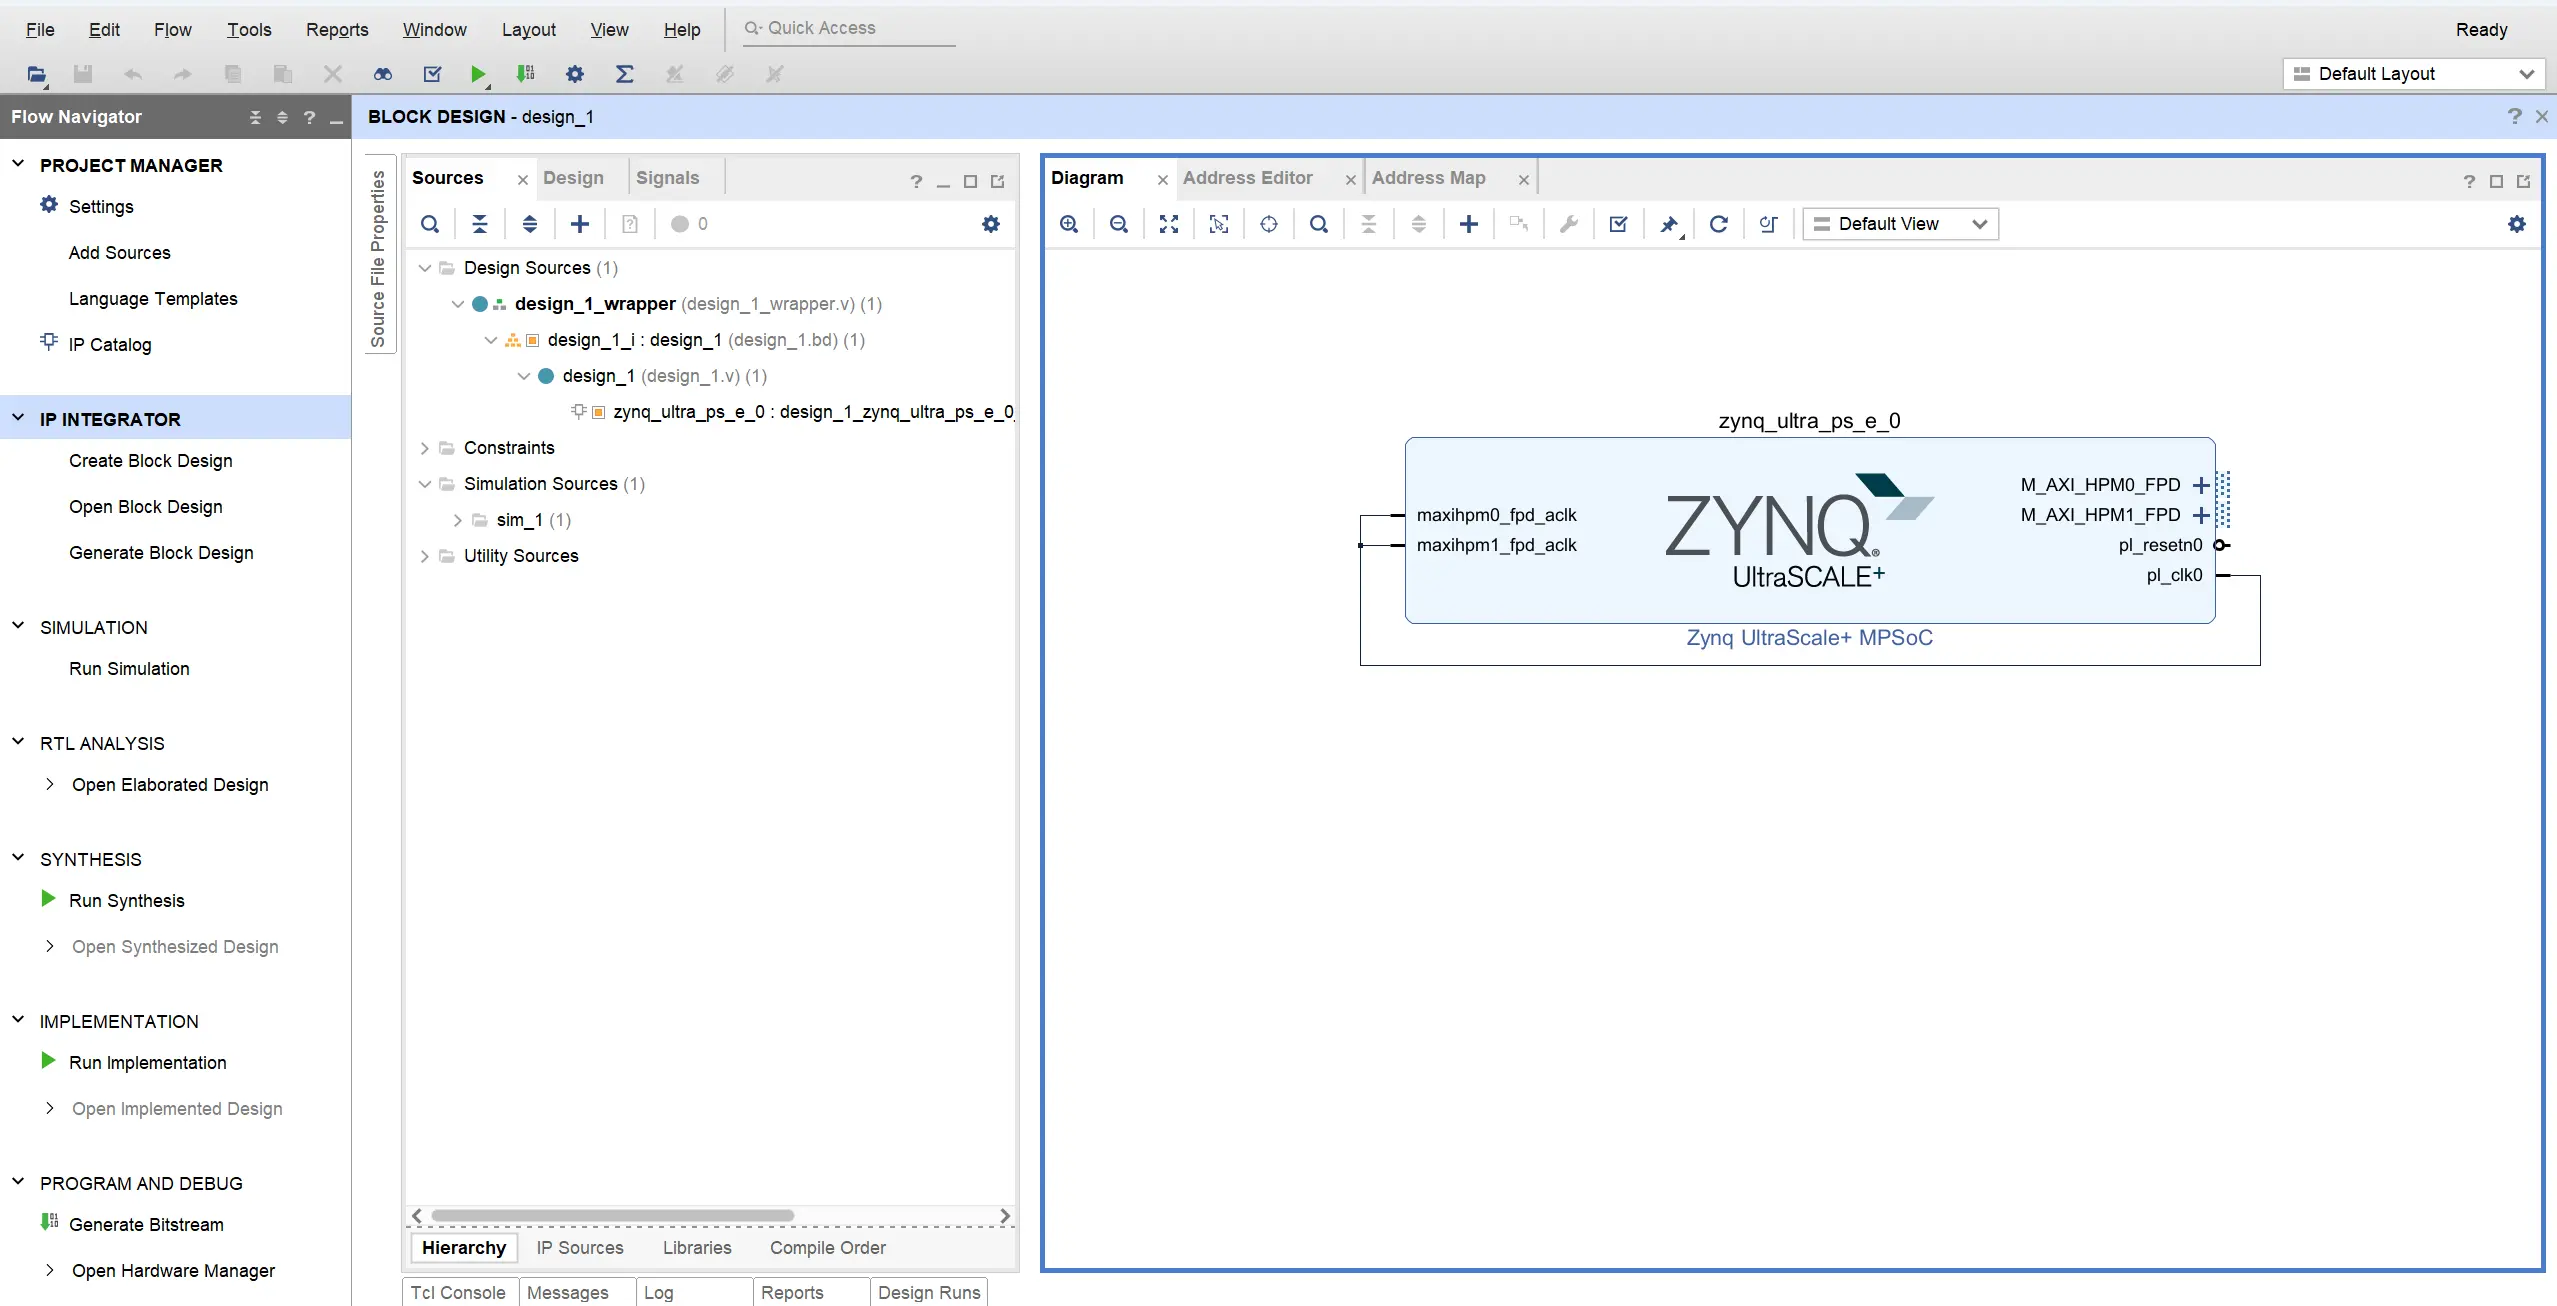 File Edit Flow Tools Reports Window Layout View Help Quick Access Ready
Default Layout
Flow Navigator
BLOCK DESIGN - design_1
PROJECT MANAGER
Settings
Add Sources
Language Templates
IP Catalog
IP INTEGRATOR
Create Block Design
Open Block Design
Generate Block Design
SIMULATION
Run Simulation
RTL ANALYSIS
Open Elaborated Design
SYNTHESIS
Run Synthesis
Open Synthesized Design
IMPLEMENTATION
Run Implementation
Open Implemented Design
PROGRAM AND DEBUG
Generate Bitstream
Open Hardware Manager
Source File Properties
Sources Design Signals
0
Design Sources (1)
design_1_wrapper (design_1_wrapper.v) (1)
design_1_i : design_1 (design_1.bd) (1)
design_1 (design_1.v) (1)
zynq_ultra_ps_e_0 : design_1_zynq_ultra_ps_e_0
Constraints
Simulation Sources (1)
sim_1 (1)
Utility Sources
Hierarchy IP Sources Libraries Compile Order
Tcl Console Messages Log Reports Design Runs
Diagram Address Editor Address Map
Default View
zynq_ultra_ps_e_0
maxihpm0_fpd_aclk
maxihpm1_fpd_aclk
ZYNQ®
UltraSCALE+
M_AXI_HPM0_FPD
M_AXI_HPM1_FPD
pl_resetn0
pl_clk0
Zynq UltraScale+ MPSoC